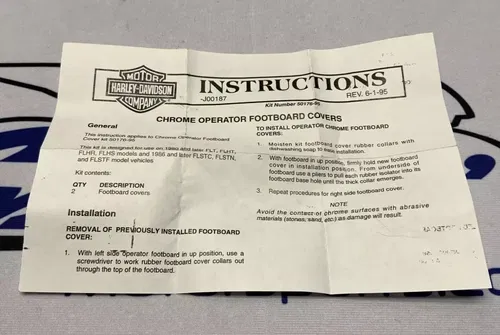 MOTOR
HARLEY-DAVIDSON
COMPANY
INSTRUCTIONS
-J00187
Kit Number 50176-95
REV. 6-1-95
CHROME OPERATOR FOOTBOARD COVERS
General
This instruction applies to Chrome Operator Footboard
Cover kit 50176-95.
This kit is designed for use on 1980 and later FLT, FLHT,
FLHR, FLHS models and 1986 and later FLSTC, FLSTN,
and FLSTF model vehicles.
Kit contains:
QTY DESCRIPTION
2 Footboard covers
Installation
REMOVAL OF PREVIOUSLY INSTALLED FOOTBOARD
COVER:
1. With left side operator footboard in up position, use a
screwdriver to work rubber footboard cover collars out
through the top of the footboard.
TO INSTALL OPERATOR CHROME FOOTBOARD
COVERS:
1. Moisten kit footboard cover rubber collars with
dishwashing soap to ease installation.
2. With footboard in up position, firmly hold new footboard
cover in installation position. From underside of
footboard use a pliers to pull each rubber isolator into its
footboard base hole until the thick collar emerges.
3. Repeat procedures for right side footboard cover.
NOTE
Avoid the contact of chrome surfaces with abrasive
materials (stones, sand, etc.) as damage will result.